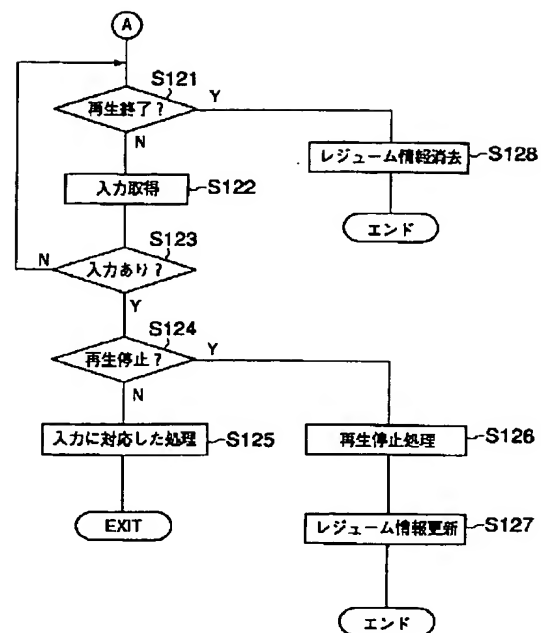 A
S121
再生終了?
Y
N
レジューム情報消去
S128
入力取得
S122
エンド
S123
N
入力あり?
Y
S124
再生停止?
Y
N
入力に対応した処理
S125
再生停止処理
S126
EXIT
レジューム情報更新
S127
エンド